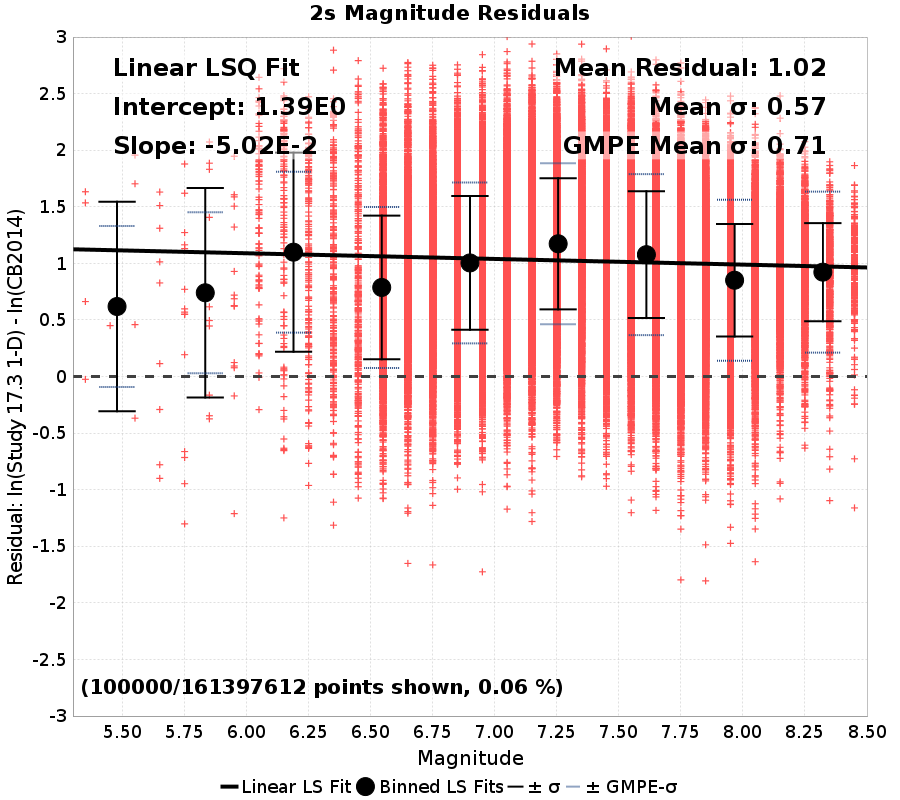 2s Magnitude Residuals
Residual: ln(Study 17.3 1-D) - ln(CB2014)
3
2.5
2
1.5
1
0.5
0
-0.5
-1
-1.5
-2
-2.5
-3
Linear LSQ Fit
Intercept: 1.39E0
Slope: -5.02E-2
Mean Residual: 1.02
Mean σ: 0.57
GMPE Mean σ: 0.71
(100000/161397612 points shown, 0.06 %)
5.50 5.75 6.00 6.25 6.50 6.75 7.00 7.25 7.50 7.75 8.00 8.25 8.50
Magnitude
Linear LS Fit Binned LS Fits ± σ ± GMPE-σ